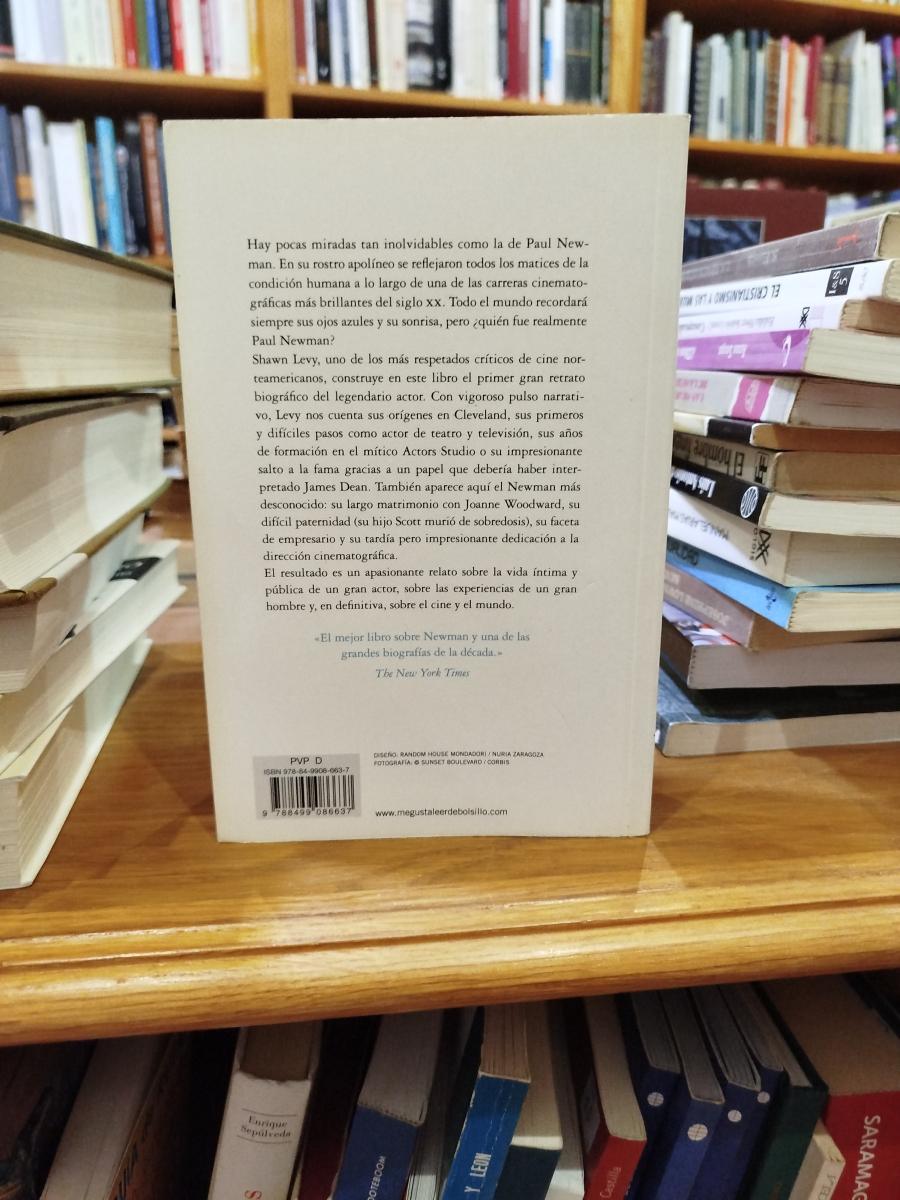 Hay pocas miradas tan inolvidables como la de Paul New-
man. En su rostro apolíneo se reflejaron todos los matices de la
condición humana a lo largo de una de las carreras cinemato-
gráficas más brillantes del siglo XX. Todo el mundo recordará
siempre sus ojos azules y su sonrisa, pero ¿quién fue realmente
Paul Newman?
Shawn Levy, uno de los más respetados críticos de cine nor-
teamericanos, construye en este libro el primer gran retrato
biográfico del legendario actor. Con vigoroso pulso narrati-
vo, Levy nos cuenta sus orígenes en Cleveland, sus primeros
y difíciles pasos como actor de teatro y televisión, sus años
de formación en el mítico Actors Studio o su impresionante
salto a la fama gracias a un papel que debería haber inter-
pretado James Dean. También aparece aquí el Newman más
desconocido: su largo matrimonio con Joanne Woodward, su
difícil paternidad (su hijo Scott murió de sobredosis), su faceta
de empresario y su tardía pero impresionante dedicación a la
dirección cinematográfica.
El resultado es un apasionante relato sobre la vida íntima y
pública de un gran actor, sobre las experiencias de un gran
hombre y, en definitiva, sobre el cine y el mundo.
«El mejor libro sobre Newman y una de las
grandes biografías de la década.»
The New York Times
PVP D
ISBN 978-84-9908-663-7
9 788499 086637
DISEÑO: RANDOM HOUSE MONDADORI / NURIA ZARAGOZA
FOTOGRAFÍA: © SUNSET BOULEVARD / CORBIS
www.megustaleerdebolsillo.com
EL CRISTIANISMO Y LAS
El hombre
Luis Antonio
Enrique
Sepúlveda
NOOTEBOOM
Y LEÓN
Castilla
SARAMAG